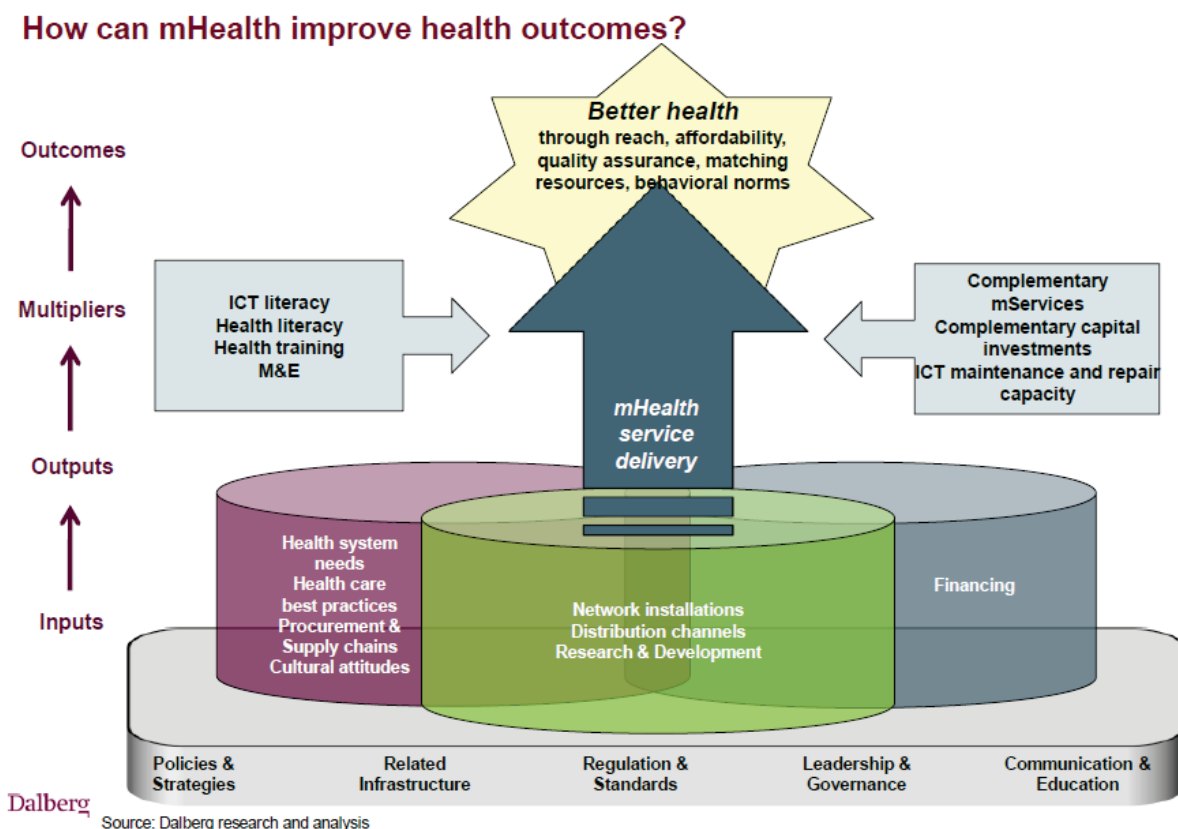 How can mHealth improve health outcomes?
Better health
through reach, affordability,
quality assurance, matching
resources, behavioral norms
Outcomes
Multipliers
Outputs
Inputs
ICT literacy
Health literacy
Health training
M&E
Complementary
mServices
Complementary capital
investments
ICT maintenance and repair
capacity
mHealth
service
delivery
Health system
needs
Health care
best practices
Procurement &
Supply chains
Cultural attitudes
Network installations
Distribution channels
Research & Development
Financing
Policies &
Strategies
Related
Infrastructure
Regulation &
Standards
Leadership &
Governance
Communication &
Education
Dalberg
Source: Dalberg research and analysis